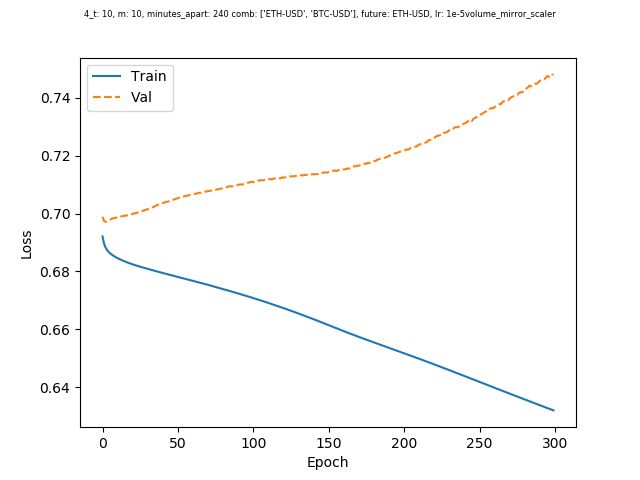 4_t: 10, m: 10, minutes_apart: 240 comb: ['ETH-USD', 'BTC-USD'], future: ETH-USD, lr: 1e-5volume_mirror_scaler
Train
Val
0.74
0.72
0.70
0.68
0.66
0.64
Loss
0 50 100 150 200 250 300
Epoch